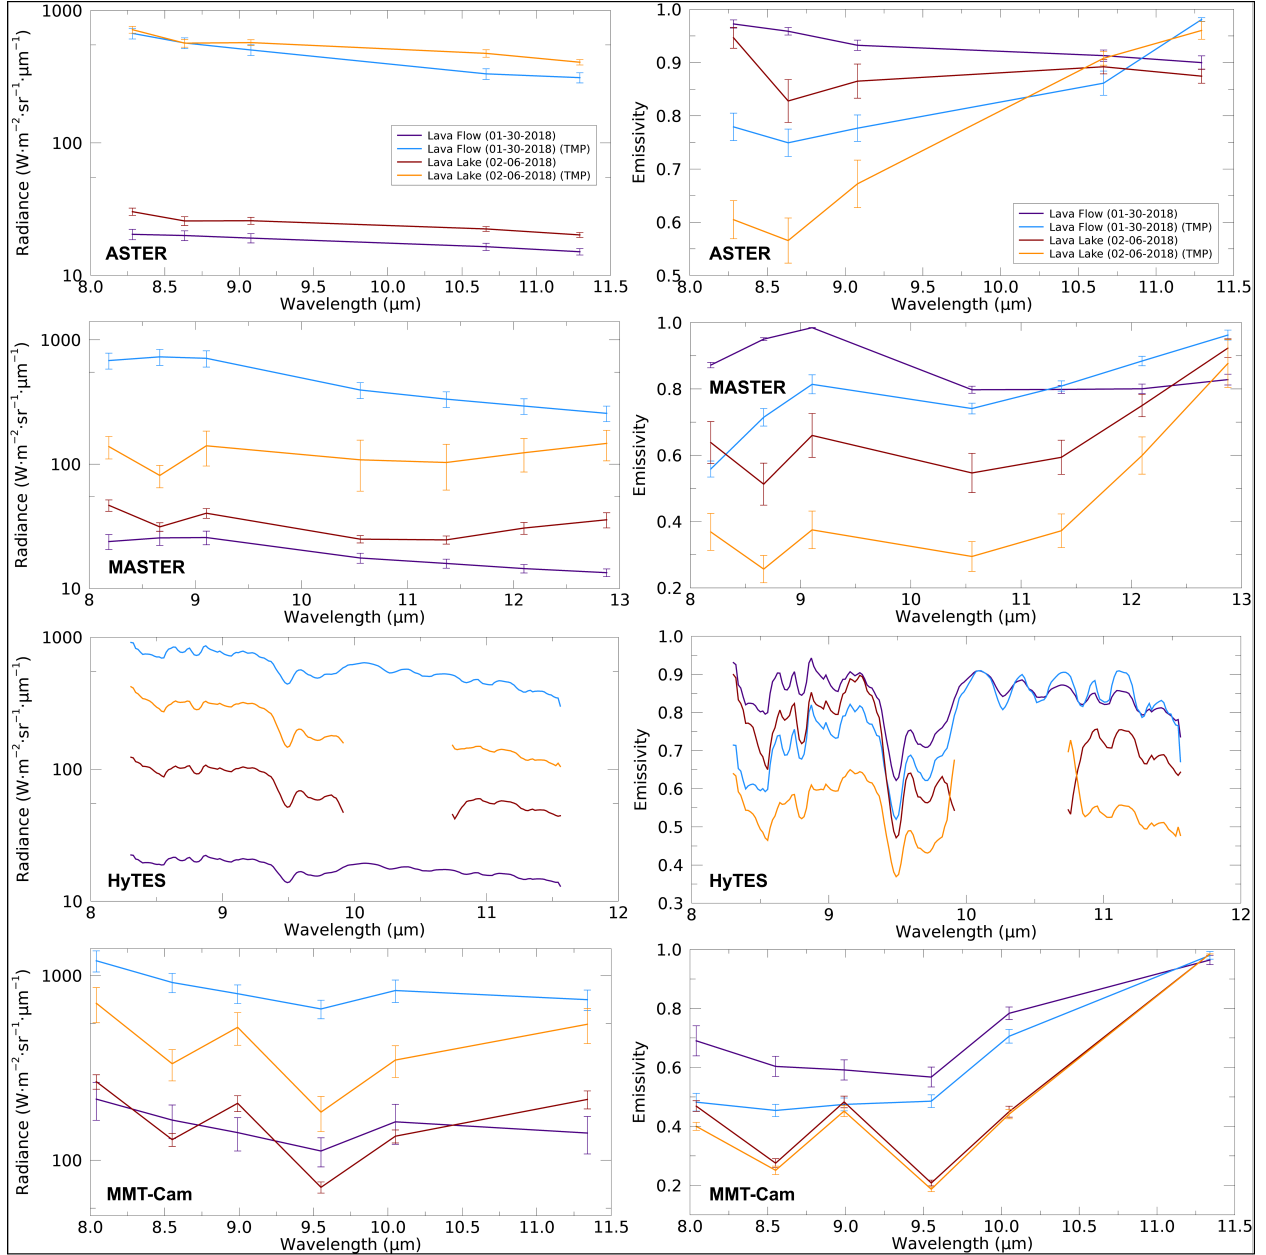 1000
100
10
Radiance (W·m⁻²·sr⁻¹·μm⁻¹)
Lava Flow (01-30-2018)
Lava Flow (01-30-2018) (TMP)
Lava Lake (02-06-2018)
Lava Lake (02-06-2018) (TMP)
ASTER
8.0 8.5 9.0 9.5 10.0 10.5 11.0 11.5
Wavelength (μm)
1.0
0.9
0.8
0.7
0.6
0.5
Emissivity
Lava Flow (01-30-2018)
Lava Flow (01-30-2018) (TMP)
Lava Lake (02-06-2018)
Lava Lake (02-06-2018) (TMP)
ASTER
8.0 8.5 9.0 9.5 10.0 10.5 11.0 11.5
Wavelength (μm)
1000
100
10
Radiance (W·m⁻²·sr⁻¹·μm⁻¹)
MASTER
8 9 10 11 12 13
Wavelength (μm)
1.0
0.8
0.6
0.4
0.2
Emissivity
MASTER
8 9 10 11 12 13
Wavelength (μm)
1000
100
10
Radiance (W·m⁻²·sr⁻¹·μm⁻¹)
HyTES
8 9 10 11 12
Wavelength (μm)
1.0
0.9
0.8
0.7
0.6
0.5
0.4
0.3
Emissivity
HyTES
8 9 10 11 12
Wavelength (μm)
1000
100
Radiance (W·m⁻²·sr⁻¹·μm⁻¹)
MMT-Cam
8.0 8.5 9.0 9.5 10.0 10.5 11.0 11.5
Wavelength (μm)
1.0
0.8
0.6
0.4
0.2
Emissivity
MMT-Cam
8.0 8.5 9.0 9.5 10.0 10.5 11.0 11.5
Wavelength (μm)